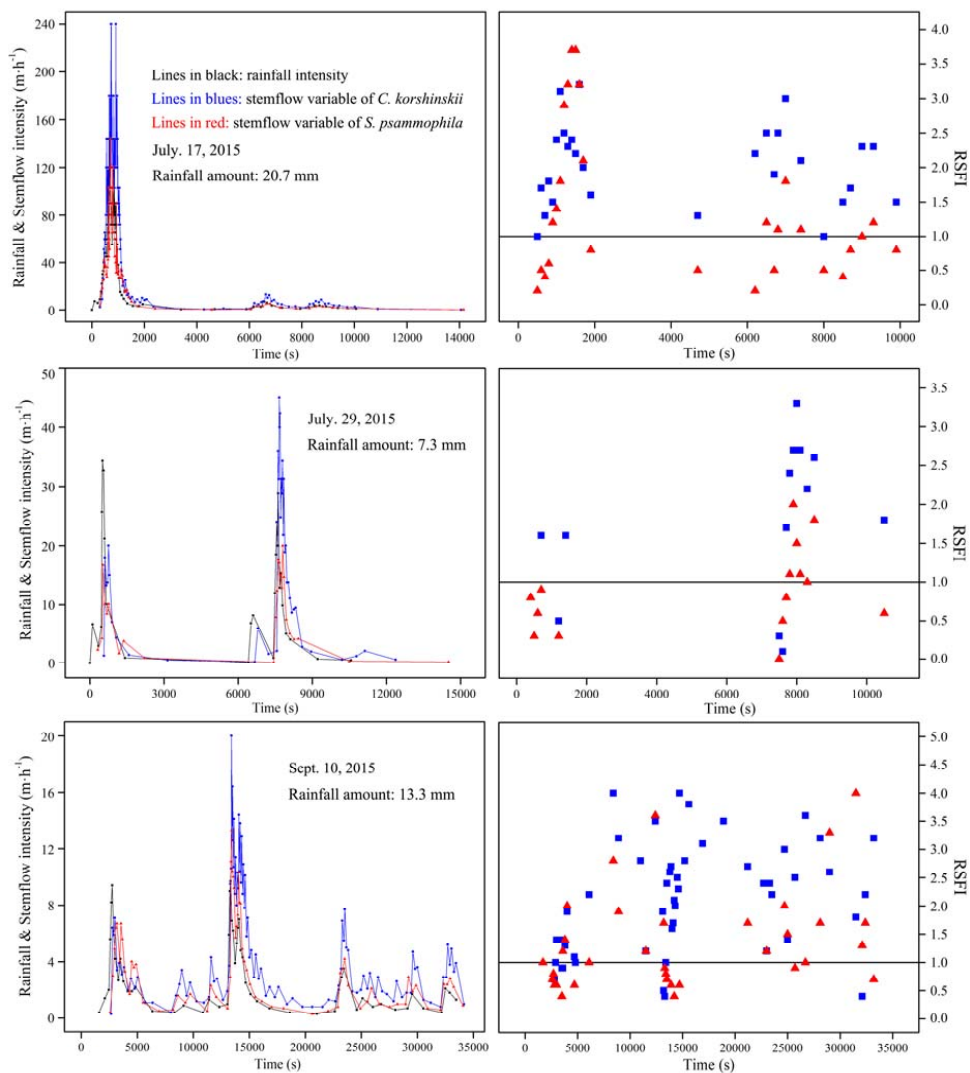 Rainfall & Stemflow intensity (m·h⁻¹)
240
200
160
120
80
40
0
Lines in black: rainfall intensity
Lines in blues: stemflow variable of C. korshinskii
Lines in red: stemflow variable of S. psammophila
July. 17, 2015
Rainfall amount: 20.7 mm
0 2000 4000 6000 8000 10000 12000 14000
Time (s)
4.0
3.5
3.0
2.5
2.0
1.5
1.0
0.5
0.0
RSFI
0 2000 4000 6000 8000 10000
Time (s)
Rainfall & Stemflow intensity (m·h⁻¹)
50
40
30
20
10
0
July. 29, 2015
Rainfall amount: 7.3 mm
0 3000 6000 9000 12000 15000
Time (s)
3.5
3.0
2.5
2.0
1.5
1.0
0.5
0.0
RSFI
0 2000 4000 6000 8000 10000
Time (s)
Rainfall & Stemflow intensity (m·h⁻¹)
20
16
12
8
4
0
Sept. 10, 2015
Rainfall amount: 13.3 mm
0 5000 10000 15000 20000 25000 30000 35000
Time (s)
5.0
4.5
4.0
3.5
3.0
2.5
2.0
1.5
1.0
0.5
0.0
RSFI
0 5000 10000 15000 20000 25000 30000 35000
Time (s)